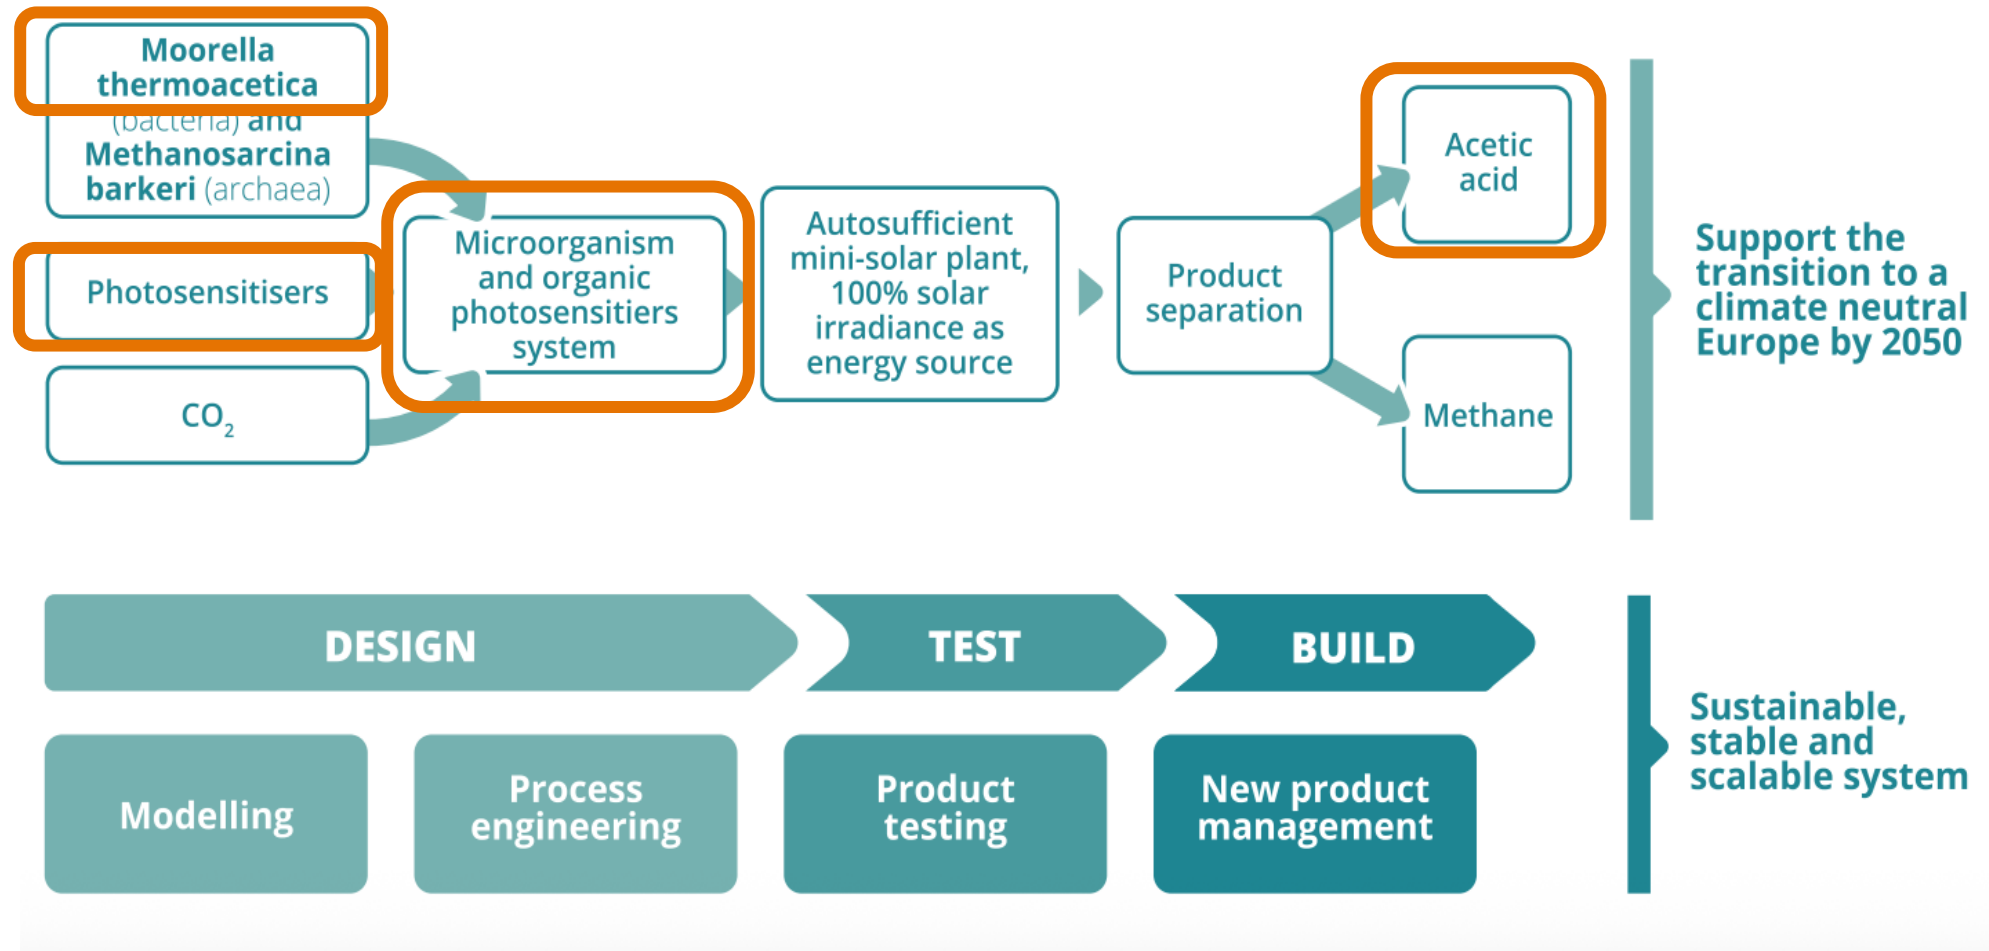 Moorella
thermoacetica
(bacteria) and
Methanosarcina
barkeri (archaea)
Photosensitisers
CO₂
Microorganism
and organic
photosensitiers
system
Autosufficient
mini-solar plant,
100% solar
irradiance as
energy source
Product
separation
Acetic
acid
Methane
Support the
transition to a
climate neutral
Europe by 2050
DESIGN
TEST
BUILD
Modelling
Process
engineering
Product
testing
New product
management
Sustainable,
stable and
scalable system